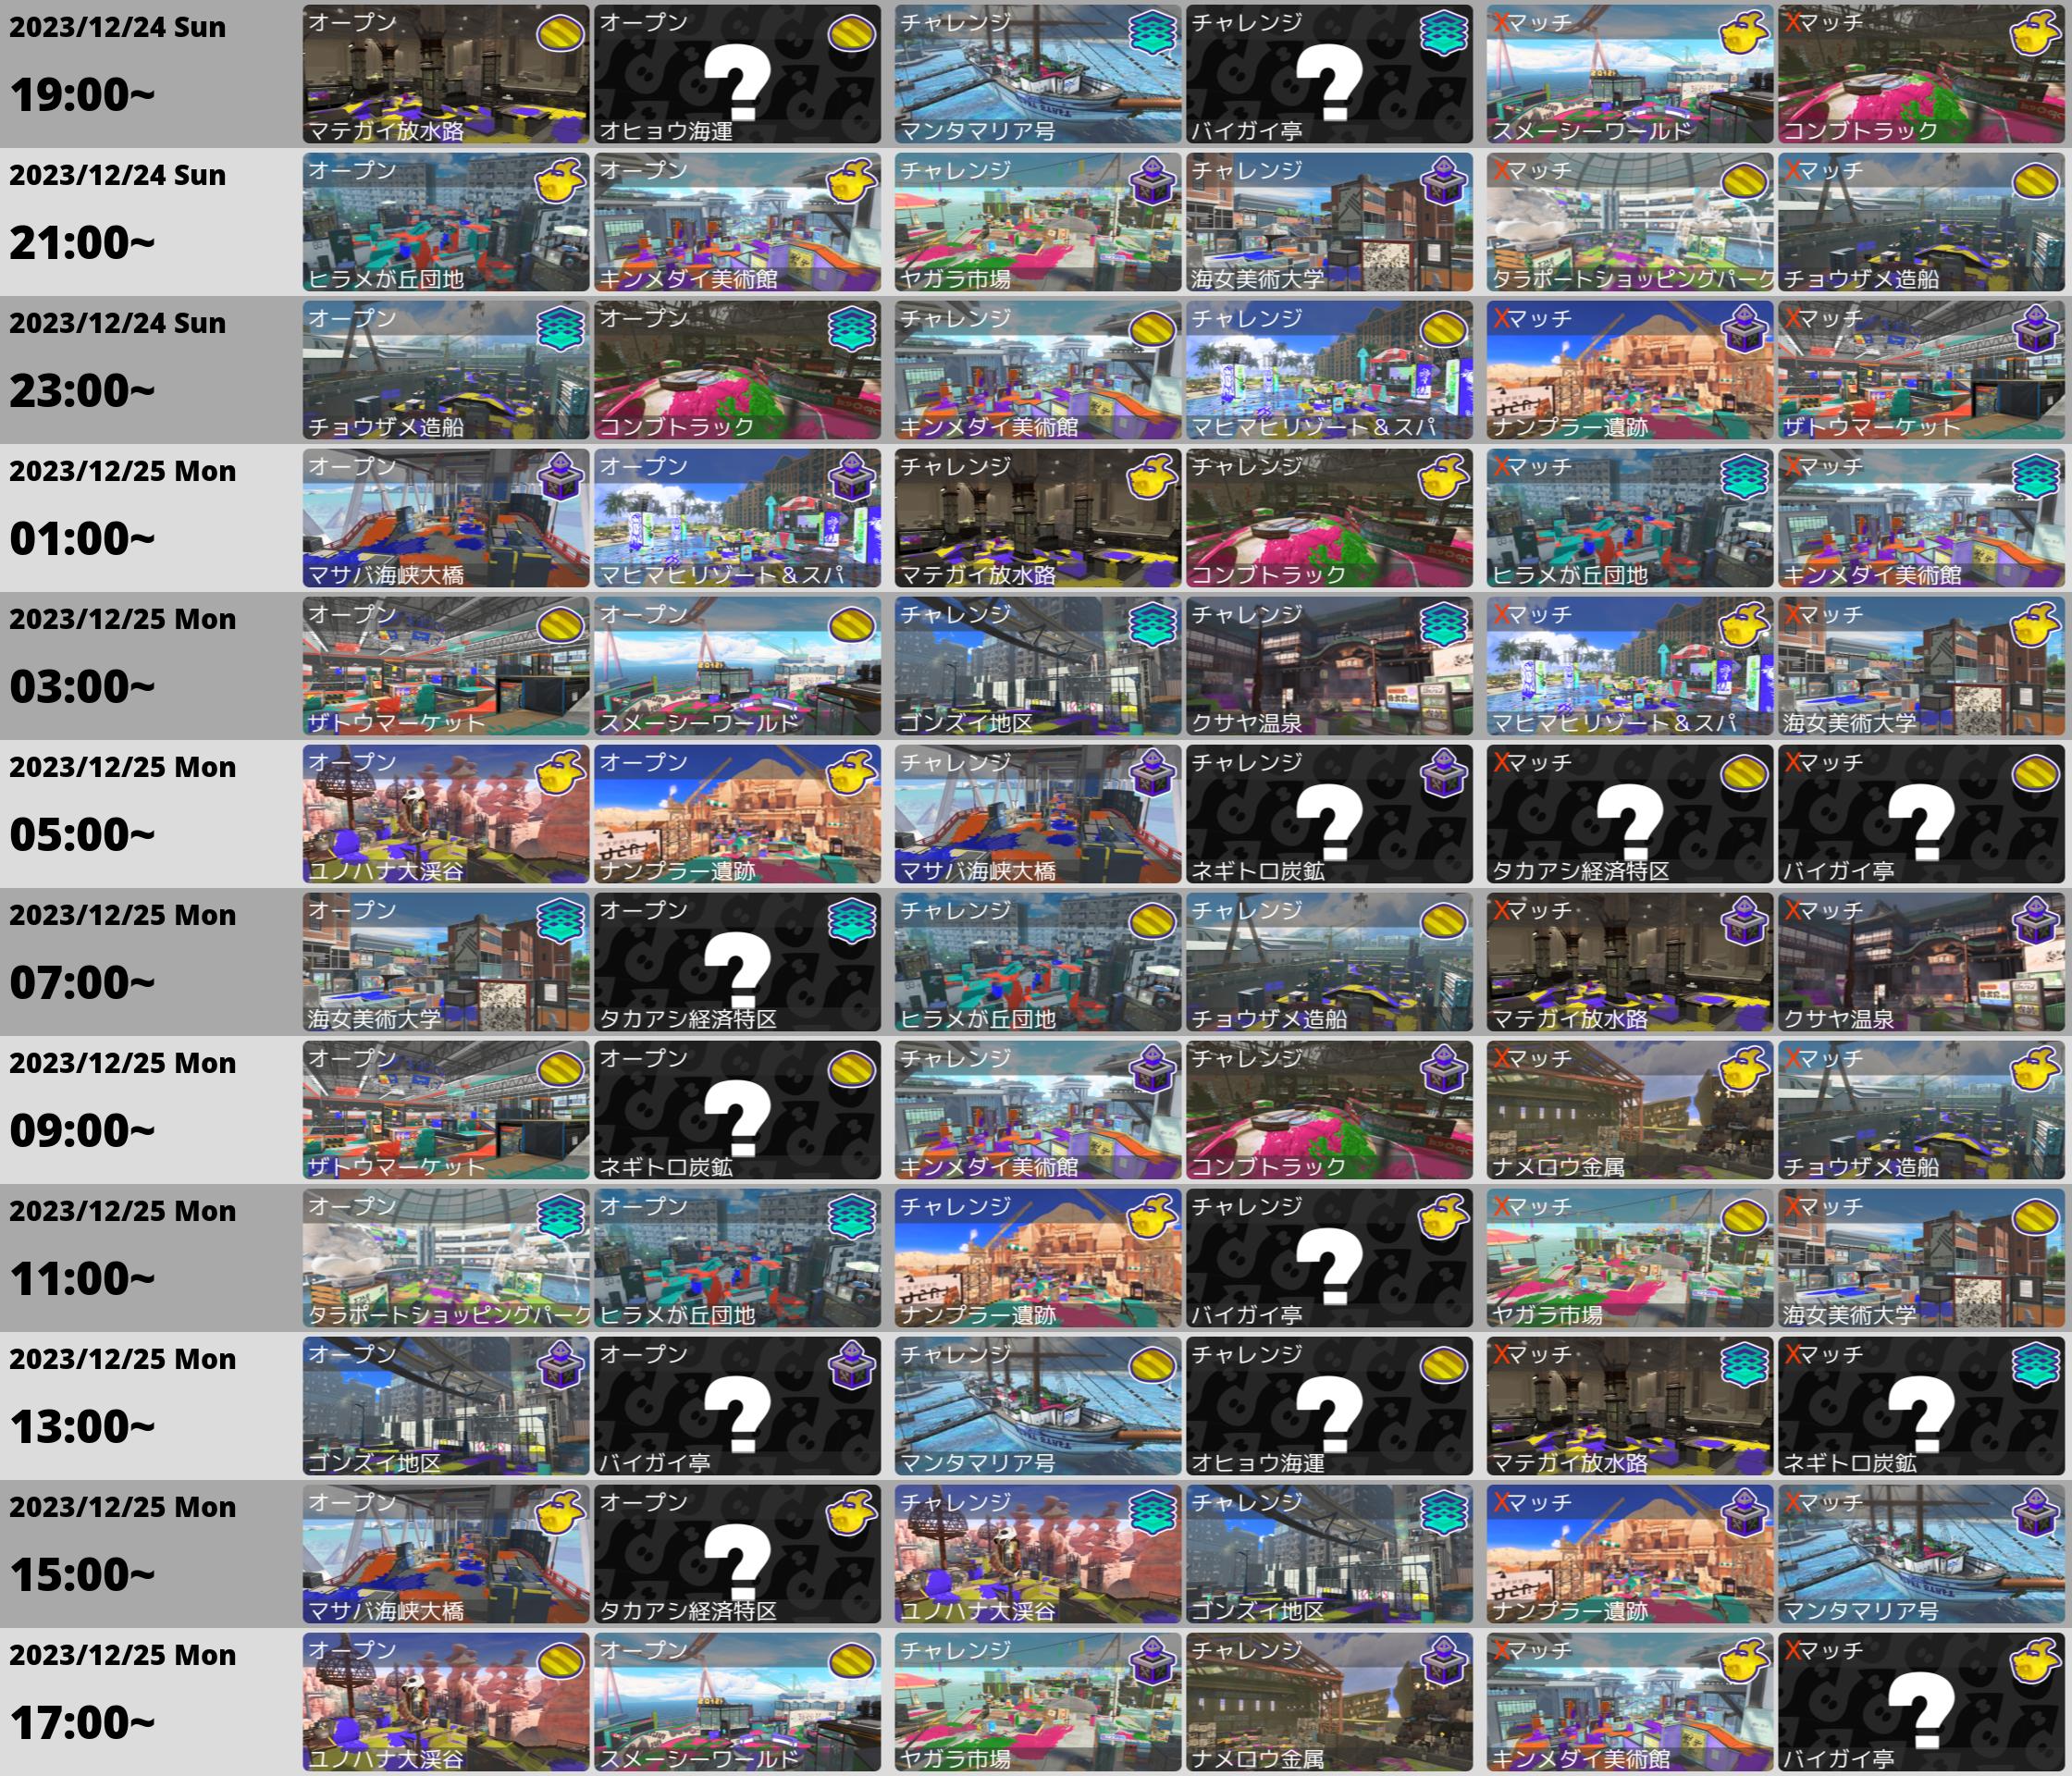 2023/12/24 Sun
19:00~
オープン オープン チャレンジ チャレンジ Xマッチ Xマッチ
マテガイ放水路 オヒョウ海運 マンタマリア号 バイガイ亭 スメーシーワールド コンブトラック
2023/12/24 Sun
21:00~
オープン オープン チャレンジ チャレンジ Xマッチ Xマッチ
ヒラメが丘団地 キンメダイ美術館 ヤガラ市場 海女美術大学 タラポートショッピングパーク チョウザメ造船
2023/12/24 Sun
23:00~
オープン オープン チャレンジ チャレンジ Xマッチ Xマッチ
チョウザメ造船 コンブトラック キンメダイ美術館 マヒマヒリゾート&スパ ナンプラー遺跡 ザトウマーケット
2023/12/25 Mon
01:00~
オープン オープン チャレンジ チャレンジ Xマッチ Xマッチ
マサバ海峡大橋 マヒマヒリゾート&スパ マテガイ放水路 コンブトラック ヒラメが丘団地 キンメダイ美術館
2023/12/25 Mon
03:00~
オープン オープン チャレンジ チャレンジ Xマッチ Xマッチ
ザトウマーケット スメーシーワールド ゴンズイ地区 クサヤ温泉 マヒマヒリゾート&スパ 海女美術大学
2023/12/25 Mon
05:00~
オープン オープン チャレンジ チャレンジ Xマッチ Xマッチ
ユノハナ大渓谷 ナンプラー遺跡 マサバ海峡大橋 ネギトロ炭鉱 タカアシ経済特区 バイガイ亭
2023/12/25 Mon
07:00~
オープン オープン チャレンジ チャレンジ Xマッチ Xマッチ
海女美術大学 タカアシ経済特区 ヒラメが丘団地 チョウザメ造船 マテガイ放水路 クサヤ温泉
2023/12/25 Mon
09:00~
オープン オープン チャレンジ チャレンジ Xマッチ Xマッチ
ザトウマーケット ネギトロ炭鉱 キンメダイ美術館 コンブトラック ナメロウ金属 チョウザメ造船
2023/12/25 Mon
11:00~
オープン オープン チャレンジ チャレンジ Xマッチ Xマッチ
タラポートショッピングパーク ヒラメが丘団地 ナンプラー遺跡 バイガイ亭 ヤガラ市場 海女美術大学
2023/12/25 Mon
13:00~
オープン オープン チャレンジ チャレンジ Xマッチ Xマッチ
ゴンズイ地区 バイガイ亭 マンタマリア号 オヒョウ海運 マテガイ放水路 ネギトロ炭鉱
2023/12/25 Mon
15:00~
オープン オープン チャレンジ チャレンジ Xマッチ Xマッチ
マサバ海峡大橋 タカアシ経済特区 ユノハナ大渓谷 ゴンズイ地区 ナンプラー遺跡 マンタマリア号
2023/12/25 Mon
17:00~
オープン オープン チャレンジ チャレンジ Xマッチ Xマッチ
ユノハナ大渓谷 スメーシーワールド ヤガラ市場 ナメロウ金属 キンメダイ美術館 バイガイ亭